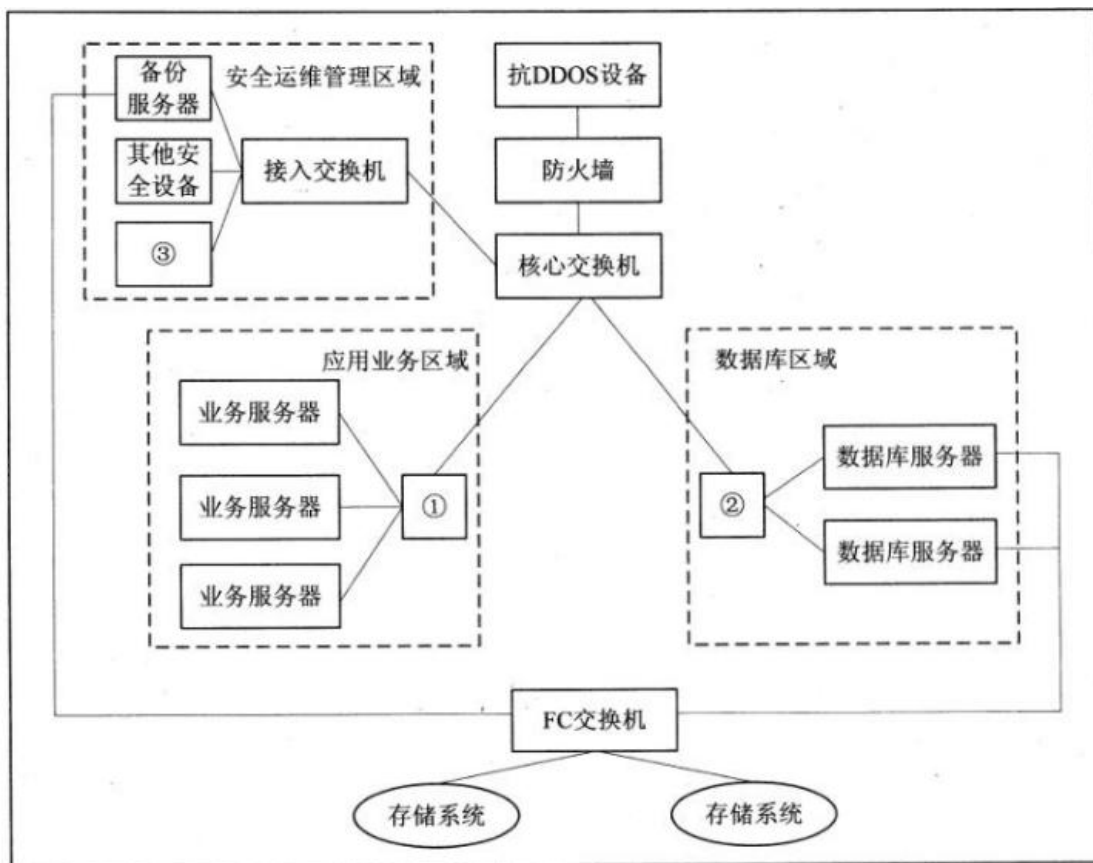 备份
服务器
安全运维管理区域
抗DDOS设备
其他安
全设备
接入交换机
防火墙
③
核心交换机
应用业务区域
数据库区域
业务服务器
数据库服务器
业务服务器
①
②
数据库服务器
业务服务器
FC交换机
存储系统
存储系统